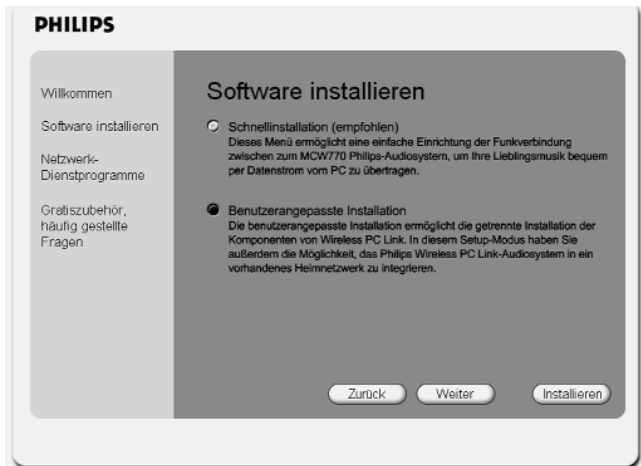 PHILIPS
Willkommen
Software installieren
Netzwerk-
Dienstprogramme
Gratiszubehör,
häufig gestellte
Fragen
Software installieren
Schnellinstallation (empfohlen)
Dieses Menü ermöglicht eine einfache Einrichtung der Funkverbindung
zwischen zum MCW770 Philips-Audiosystem, um Ihre Lieblingsmusik bequem
per Datenstrom vom PC zu übertragen.
Benutzerangepasste Installation
Die benutzerangepasste Installation ermöglicht die getrennte Installation der
Komponenten von Wireless PC Link. In diesem Setup-Modus haben Sie
außerdem die Möglichkeit, das Philips Wireless PC Link-Audiosystem in ein
vorhandenes Heimnetzwerk zu integrieren.
Zurück Weiter Installieren